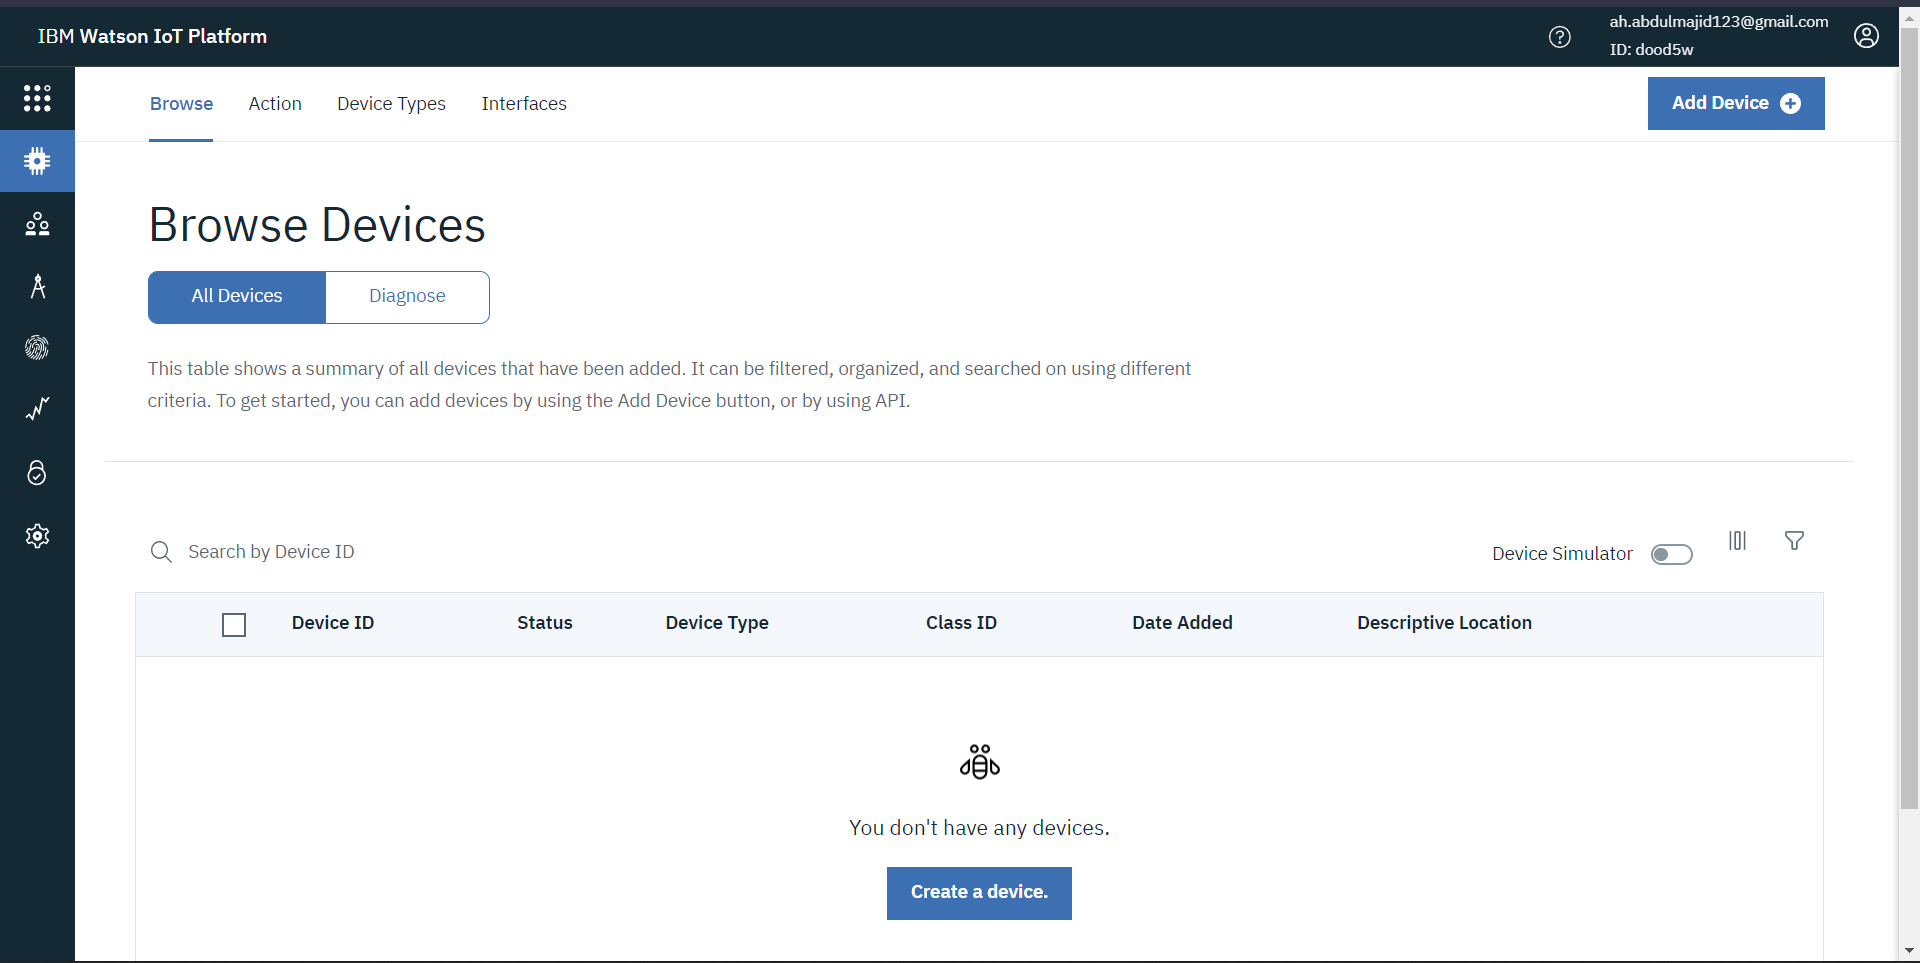 IBM Watson IoT Platform
ah.abdulmajid123@gmail.com
ID: dood5w
Browse Action Device Types Interfaces
Add Device
Browse Devices
All Devices Diagnose
This table shows a summary of all devices that have been added. It can be filtered, organized, and searched on using different
criteria. To get started, you can add devices by using the Add Device button, or by using API.
Search by Device ID
Device Simulator
Device ID Status Device Type Class ID Date Added Descriptive Location
You don't have any devices.
Create a device.